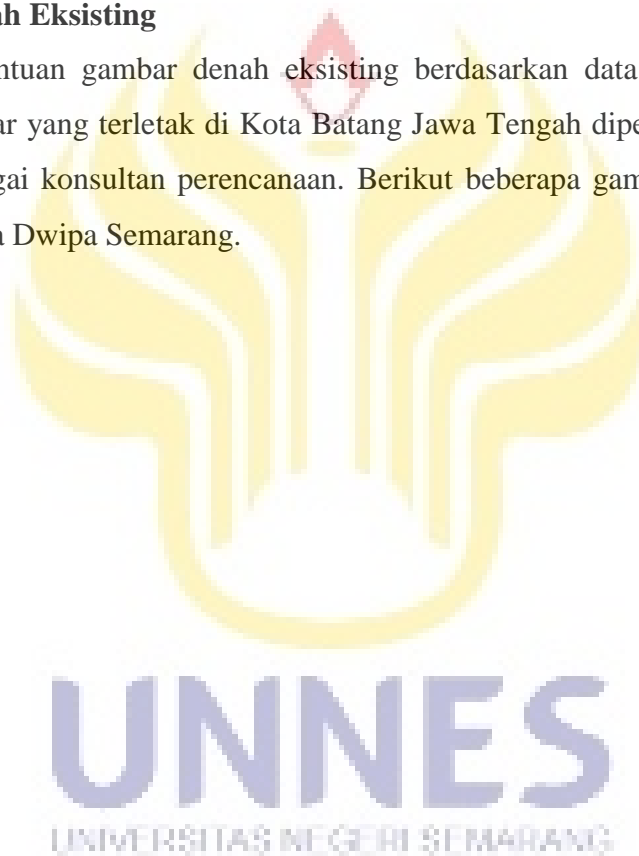 ah Eksisting
ntuan gambar denah eksisting berdasarkan data
ar yang terletak di Kota Batang Jawa Tengah dipe
gai konsultan perencanaan. Berikut beberapa gam
a Dwipa Semarang.
UNNES
UNIVERSITAS NEGERI SEMARANG